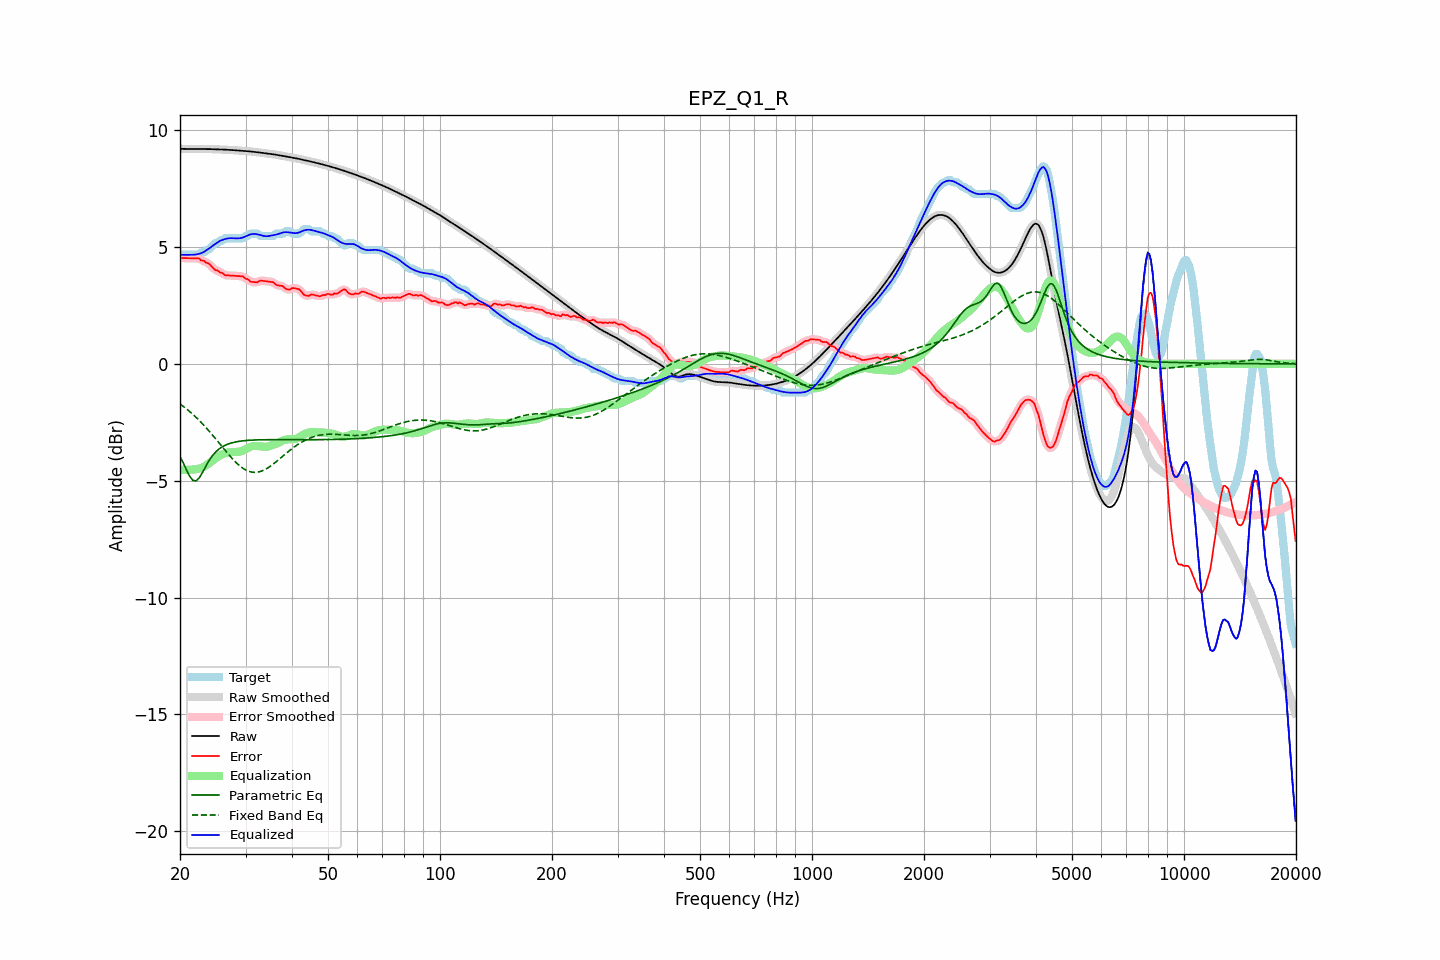 EPZ_Q1_R
Amplitude (dBr)
10
5
0
−5
−10
−15
−20
Target
Raw Smoothed
Error Smoothed
Raw
Error
Equalization
Parametric Eq
Fixed Band Eq
Equalized
20 50 100 200 500 1000 2000 5000 10000 20000
Frequency (Hz)